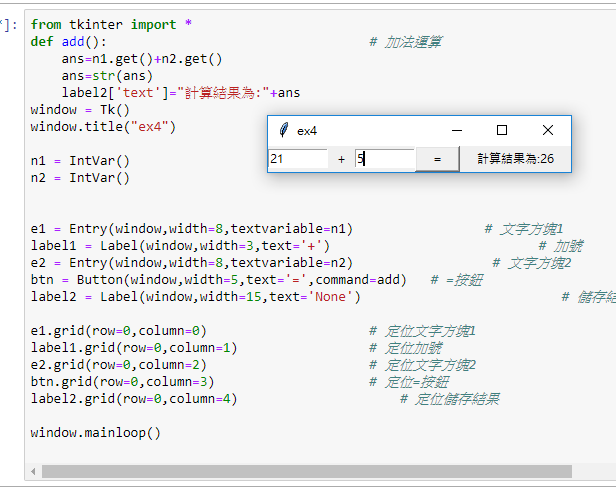 *]:
from tkinter import *
def add(): # 加法運算
    ans=n1.get()+n2.get()
    ans=str(ans)
    label2['text']="計算結果為:"+ans
window = Tk()
window.title("ex4")
ex4
21 + 5 = 計算結果為:26
n1 = IntVar()
n2 = IntVar()
e1 = Entry(window,width=8,textvariable=n1) # 文字方塊1
label1 = Label(window,width=3,text='+') # 加號
e2 = Entry(window,width=8,textvariable=n2) # 文字方塊2
btn = Button(window,width=5,text='=',command=add) # =按鈕
label2 = Label(window,width=15,text='None') # 儲存結
e1.grid(row=0,column=0) # 定位文字方塊1
label1.grid(row=0,column=1) # 定位加號
e2.grid(row=0,column=2) # 定位文字方塊2
btn.grid(row=0,column=3) # 定位=按鈕
label2.grid(row=0,column=4) # 定位儲存結果
window.mainloop()